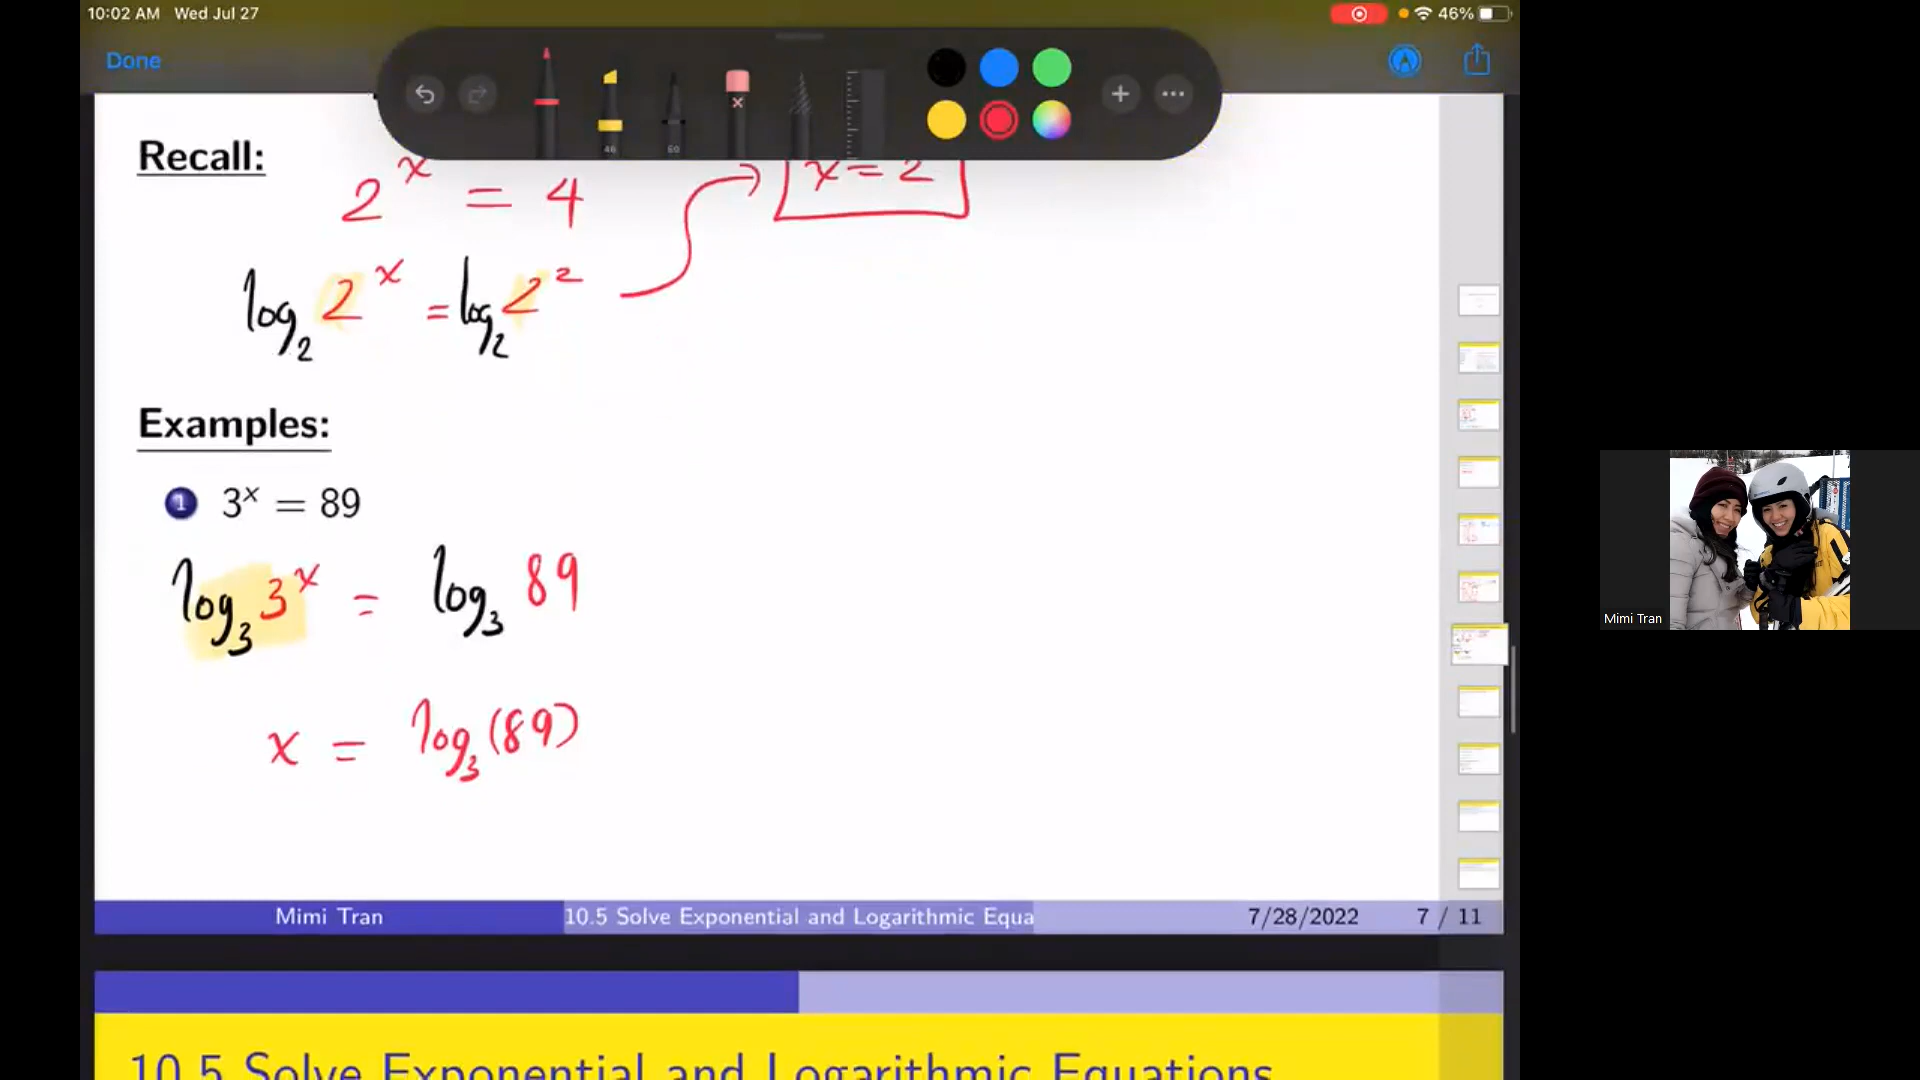 10:02 AM Wed Jul 27
46%
Done
46
60
Recall:
2^x = 4
x = 2
log_2 2^x = log_2 2^2
Examples:
1 3^x = 89
log_3 3^x = log_3 89
x = log_3 (89)
Mimi Tran
Mimi Tran 10.5 Solve Exponential and Logarithmic Equa 7/28/2022 7 / 11
10.5 Solve Exponential and Logarithmic Equations